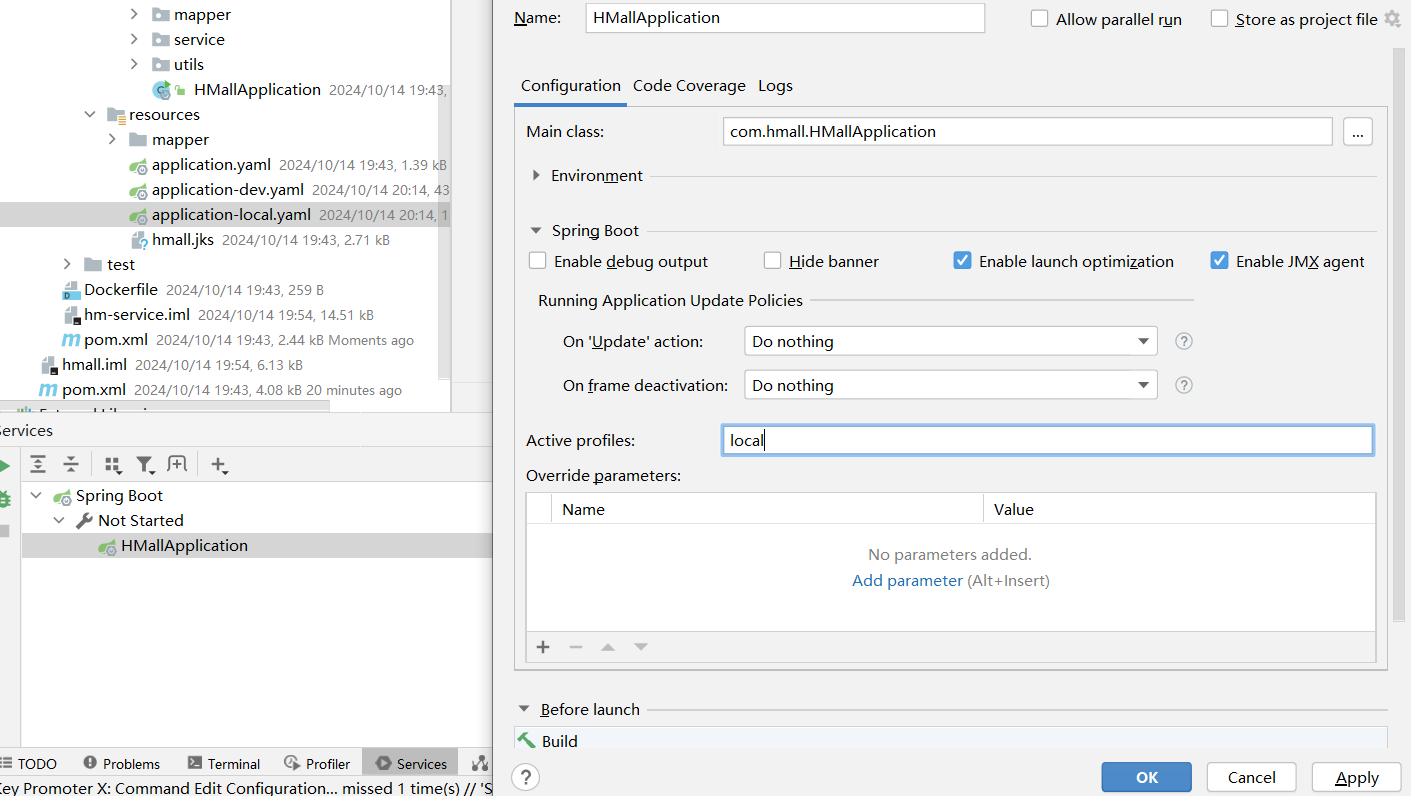 mapper
service
utils
HMallApplication 2024/10/14 19:43,
resources
mapper
application.yaml 2024/10/14 19:43, 1.39 kB
application-dev.yaml 2024/10/14 20:14, 43
application-local.yaml 2024/10/14 20:14, 1
hmall.jks 2024/10/14 19:43, 2.71 kB
test
Dockerfile 2024/10/14 19:43, 259 B
hm-service.iml 2024/10/14 19:54, 14.51 kB
pom.xml 2024/10/14 19:43, 2.44 kB Moments ago
hmall.iml 2024/10/14 19:54, 6.13 kB
pom.xml 2024/10/14 19:43, 4.08 kB 20 minutes ago
Services
Spring Boot
Not Started
HMallApplication
TODO Problems Terminal Profiler Services
Key Promoter X: Command Edit Configuration... missed 1 time(s) // 'S
Name: HMallApplication Allow parallel run Store as project file
Configuration Code Coverage Logs
Main class: com.hmall.HMallApplication ...
Environment
Spring Boot
Enable debug output Hide banner Enable launch optimization Enable JMX agent
Running Application Update Policies
On 'Update' action: Do nothing ?
On frame deactivation: Do nothing ?
Active profiles: local
Override parameters:
Name Value
No parameters added.
Add parameter (Alt+Insert)
Before launch
Build
? OK Cancel Apply